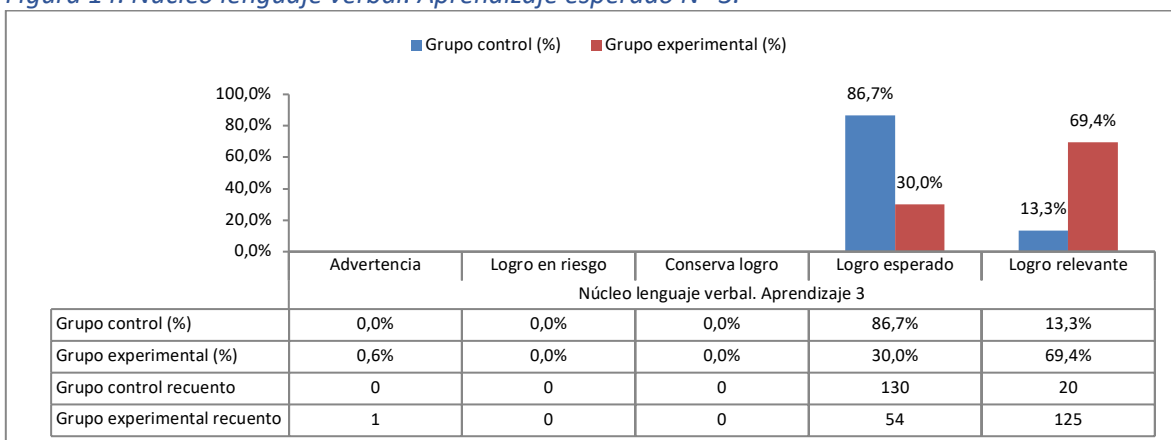 Figura 14. Núcleo lenguaje verbal. Aprendizaje esperado N° 3.
Grupo control (%) Grupo experimental (%)
100,0%
80,0%
60,0%
40,0%
20,0%
0,0%
86,7%
30,0%
13,3%
69,4%
Advertencia Logro en riesgo Conserva logro Logro esperado Logro relevante
Núcleo lenguaje verbal. Aprendizaje 3
Grupo control (%) 0,0% 0,0% 0,0% 86,7% 13,3%
Grupo experimental (%) 0,6% 0,0% 0,0% 30,0% 69,4%
Grupo control recuento 0 0 0 130 20
Grupo experimental recuento 1 0 0 54 125